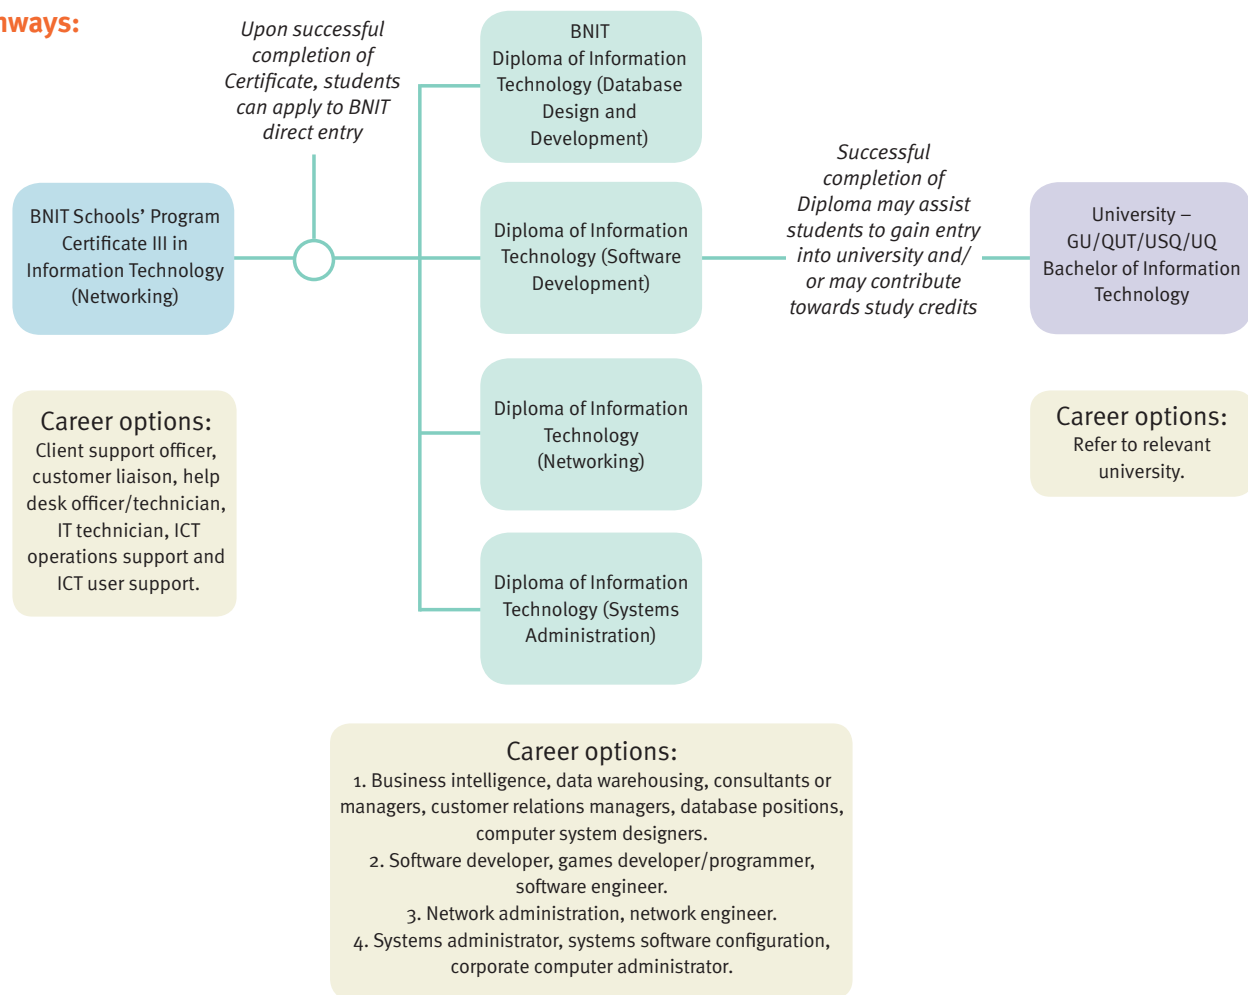 nways:
Upon successful
completion of
Certificate, students
can apply to BNIT
direct entry
BNIT
Diploma of Information
Technology (Database
Design and
Development)
BNIT Schools’ Program
Certificate III in
Information Technology
(Networking)
Diploma of Information
Technology (Software
Development)
Successful
completion of
Diploma may assist
students to gain entry
into university and/
or may contribute
towards study credits
University –
GU/QUT/USQ/UQ
Bachelor of Information
Technology
Diploma of Information
Technology
(Networking)
Diploma of Information
Technology (Systems
Administration)
Career options:
Client support officer,
customer liaison, help
desk officer/technician,
IT technician, ICT
operations support and
ICT user support.
Career options:
Refer to relevant
university.
Career options:
1. Business intelligence, data warehousing, consultants or
managers, customer relations managers, database positions,
computer system designers.
2. Software developer, games developer/programmer,
software engineer.
3. Network administration, network engineer.
4. Systems administrator, systems software configuration,
corporate computer administrator.